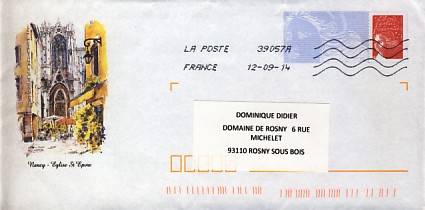 LA POSTE 39057A
FRANCE 12-09-14
DOMINIQUE DIDIER
DOMAINE DE ROSNY 6 RUE
MICHELET
93110 ROSNY SOUS BOIS
Nancy - Eglise St Epvre